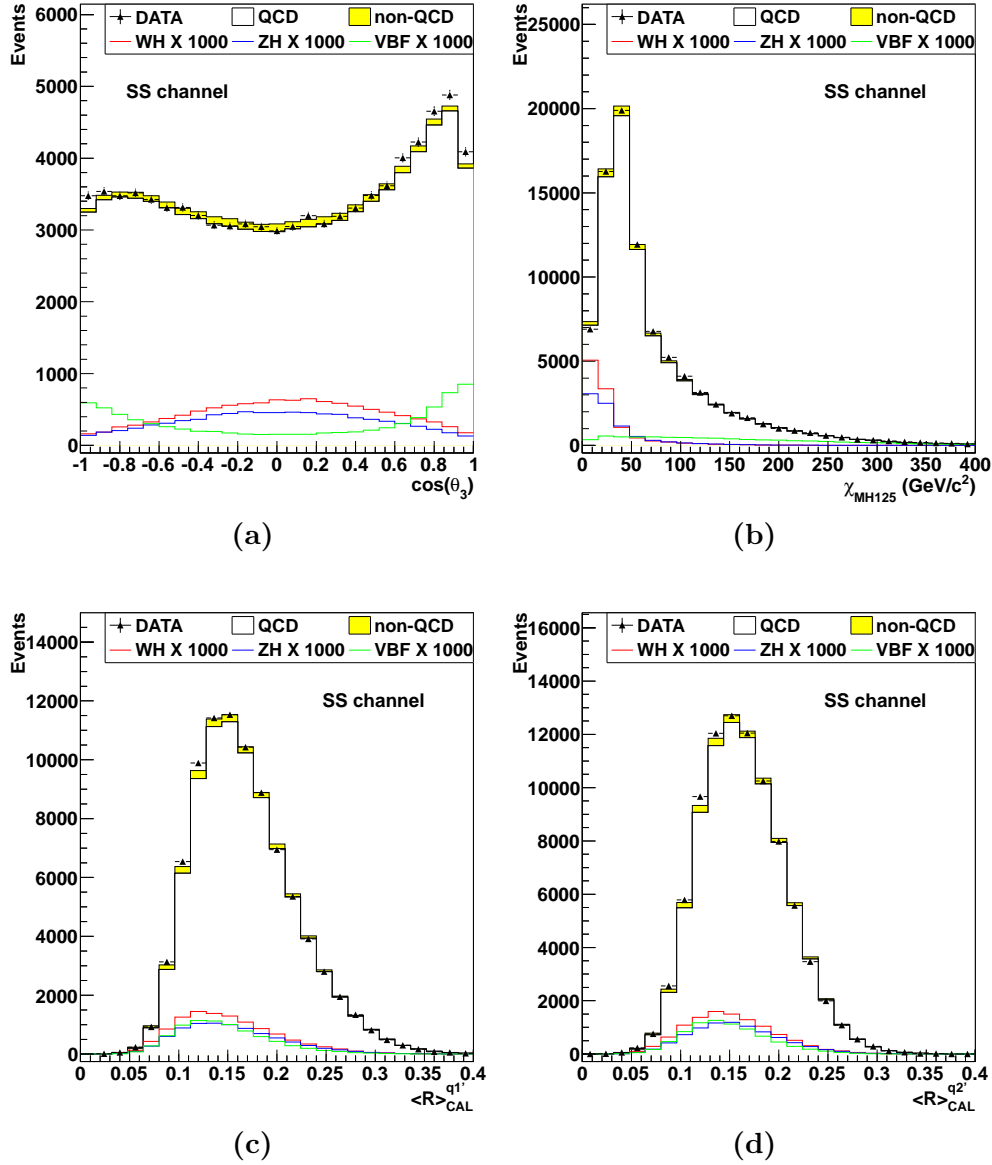 Events
DATA QCD non-QCD
WH X 1000 ZH X 1000 VBF X 1000
SS channel
6000
5000
4000
3000
2000
1000
0
-1 -0.8 -0.6 -0.4 -0.2 0 0.2 0.4 0.6 0.8 1
cos(θ3)
(a)
Events
DATA QCD non-QCD
WH X 1000 ZH X 1000 VBF X 1000
SS channel
25000
20000
15000
10000
5000
0
0 50 100 150 200 250 300 350 400
χMH125 (GeV/c²)
(b)
Events
DATA QCD non-QCD
WH X 1000 ZH X 1000 VBF X 1000
SS channel
14000
12000
10000
8000
6000
4000
2000
0
0 0.05 0.1 0.15 0.2 0.25 0.3 0.35 0.4
<R>q1'CAL
(c)
Events
DATA QCD non-QCD
WH X 1000 ZH X 1000 VBF X 1000
SS channel
16000
14000
12000
10000
8000
6000
4000
2000
0
0 0.05 0.1 0.15 0.2 0.25 0.3 0.35 0.4
<R>q2'CAL
(d)